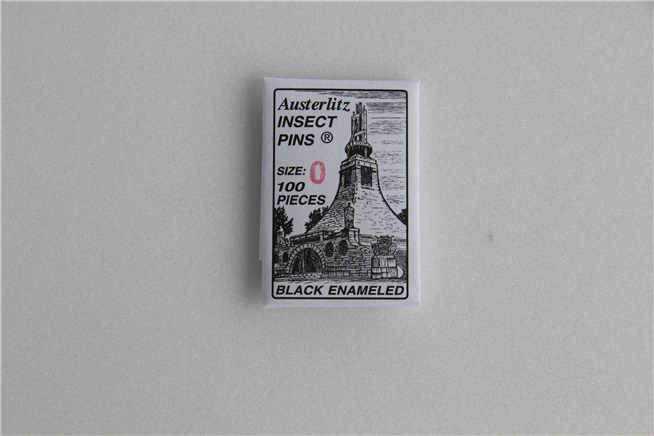 Austerlitz
INSECT
PINS ®
SIZE: 0
100
PIECES
BLACK ENAMELED